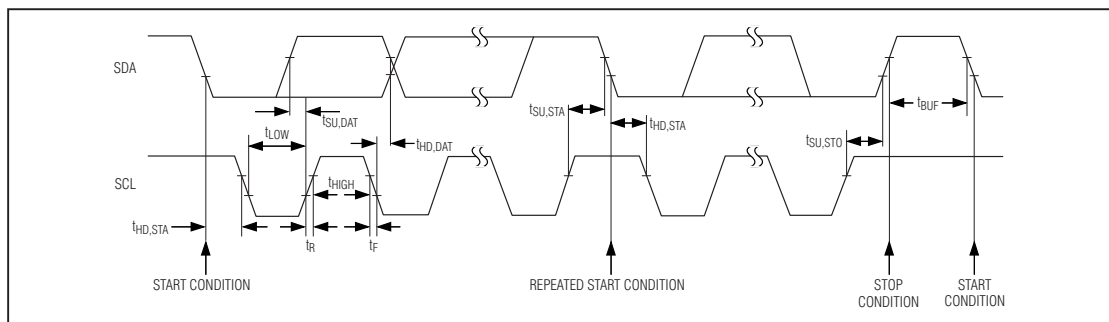 SDA
tSU,DAT
tLOW
tHD,DAT
tSU,STA
tHD,STA
tBUF
tSU,STO
SCL
tHIGH
tHD,STA
tR
tF
START CONDITION
REPEATED START CONDITION
STOP
CONDITION
START
CONDITION